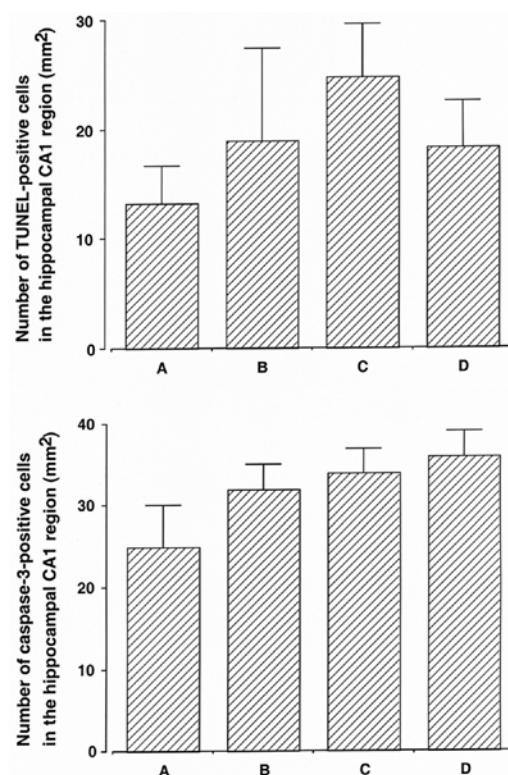 Number of TUNEL-positive cells
in the hippocampal CA1 region (mm²)
30
20
10
0
A B C D
Number of caspase-3-positive cells
in the hippocampal CA1 region (mm²)
40
30
20
10
0
A B C D